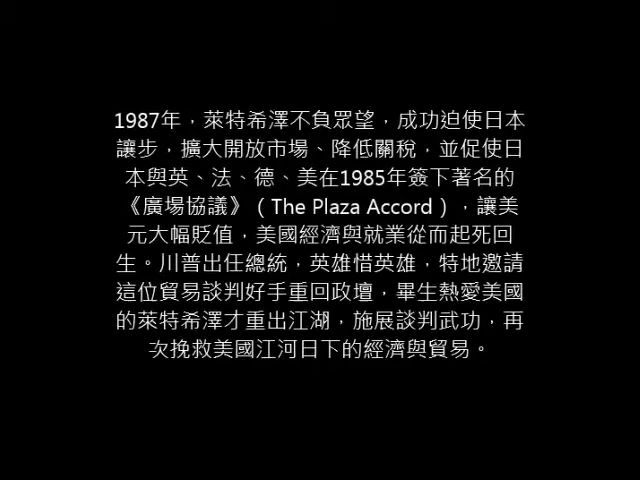 1987年，萊特希澤不負眾望，成功迫使日本
讓步，擴大開放市場、降低關稅，並促使日
本與英、法、德、美在1985年簽下著名的
《廣場協議》（The Plaza Accord），讓美
元大幅貶值，美國經濟與就業從而起死回
生。川普出任總統，英雄惜英雄，特地邀請
這位貿易談判好手重回政壇，畢生熱愛美國
的萊特希澤才重出江湖，施展談判武功，再
次挽救美國江河日下的經濟與貿易。